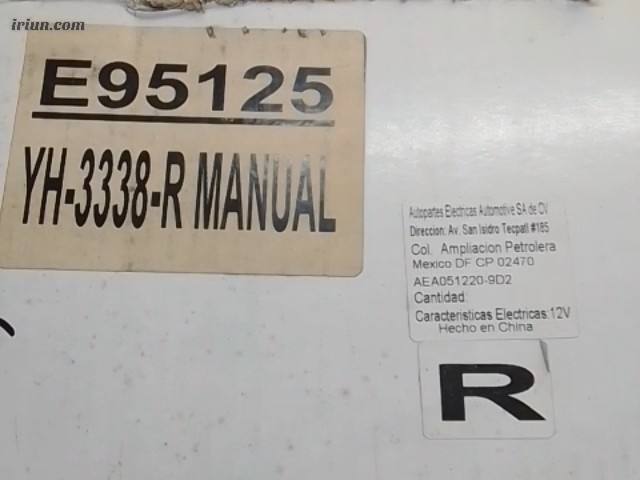 iriun.com
E95125
YH-3338-R MANUAL
Autopartes Electricas Automotive SA de CV
Direccion: Av. San Isidro Tecpatl #185
Col. Ampliacion Petrolera
Mexico DF CP 02470
AEA051220-9D2
Cantidad:
Caracteristicas Electricas:12V
Hecho en China
R